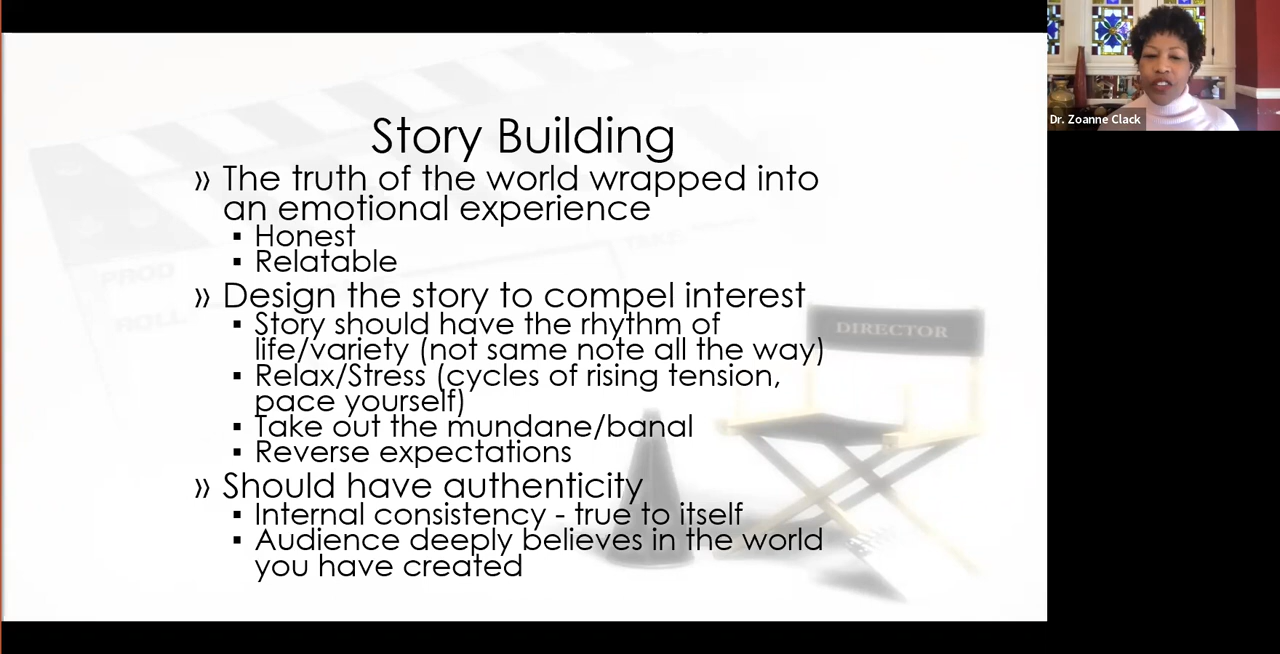 Dr. Zoanne Clack
Story Building
» The truth of the world wrapped into
an emotional experience
▪ Honest
▪ Relatable
» Design the story to compel interest
▪ Story should have the rhythm of
life/variety (not same note all the way)
▪ Relax/Stress (cycles of rising tension,
pace yourself)
▪ Take out the mundane/banal
▪ Reverse expectations
» Should have authenticity
▪ Internal consistency - true to itself
▪ Audience deeply believes in the world
you have created
PROD
ROLL
TAKE
DIRECTOR